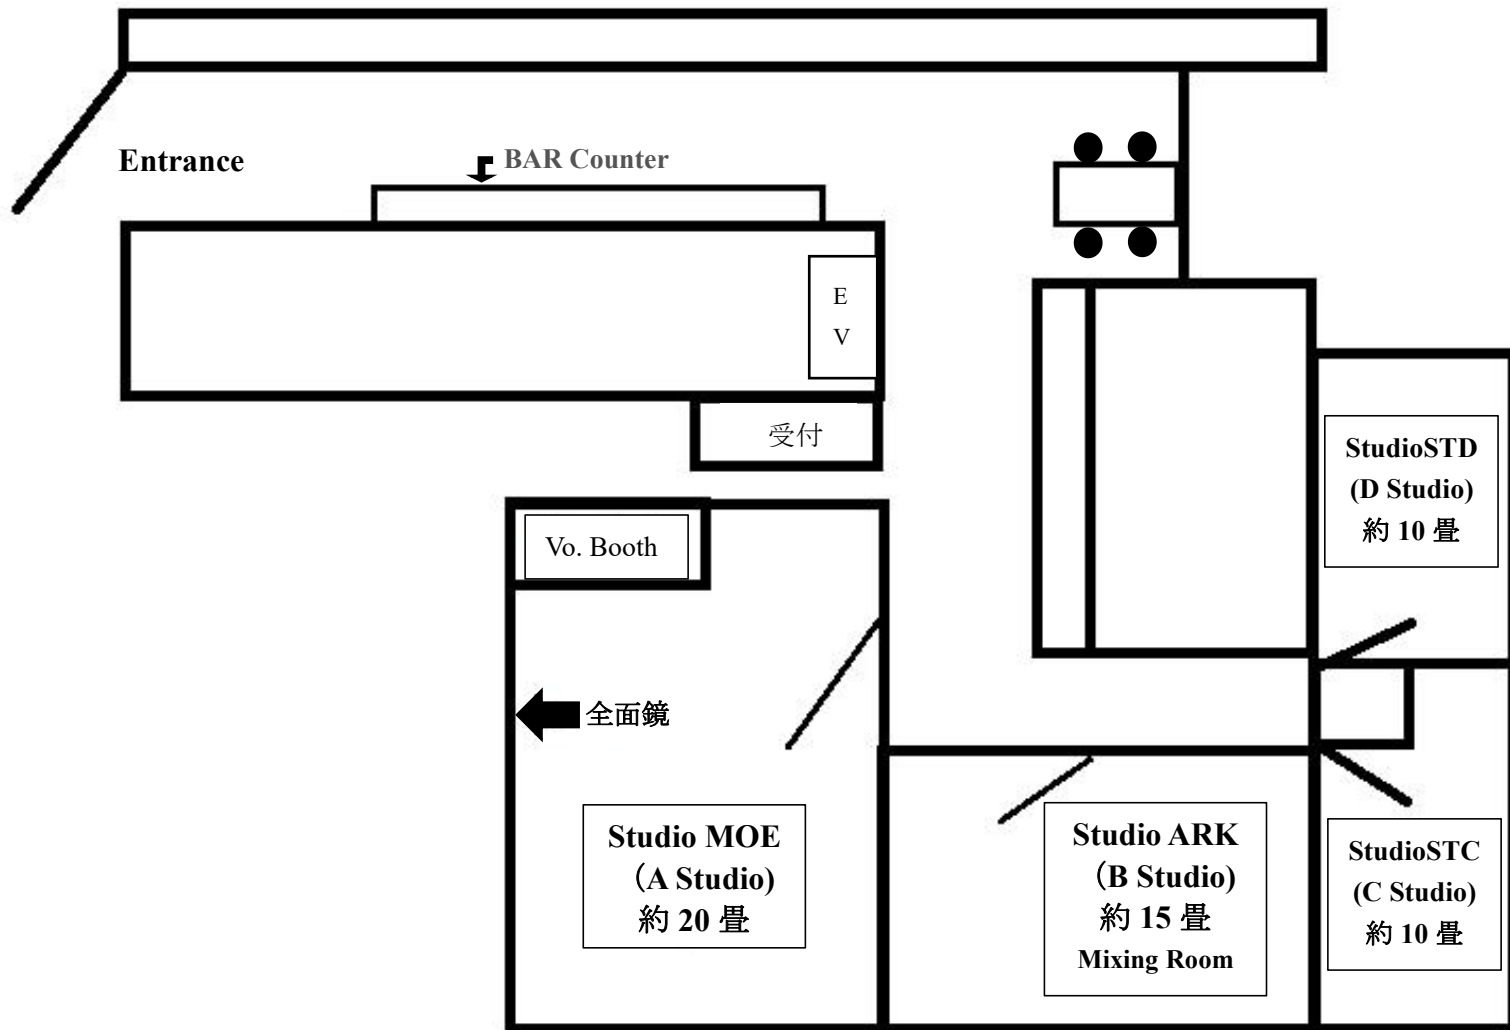 Entrance
BAR Counter
E
V
受付
StudioSTD
(D Studio)
約 10 畳
Vo. Booth
全面鏡
Studio MOE
（A Studio)
約 20 畳
Studio ARK
（B Studio)
約 15 畳
Mixing Room
StudioSTC
(C Studio)
約 10 畳